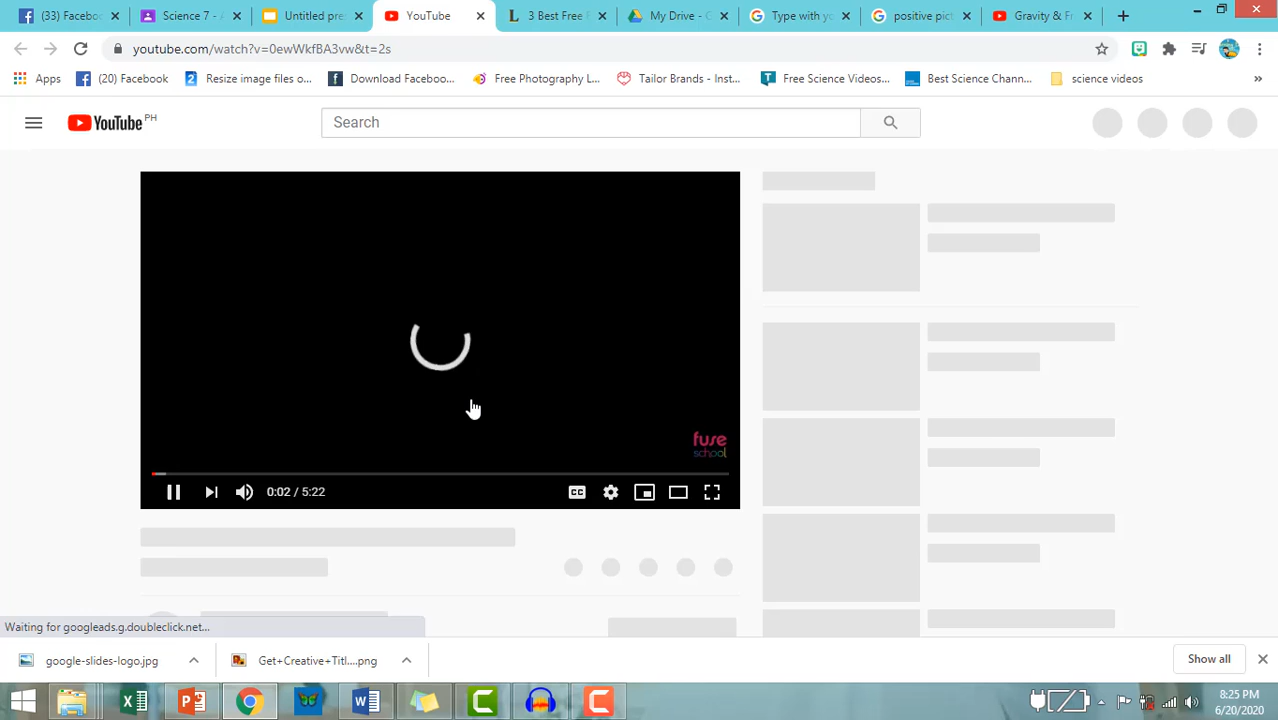 (33) Faceboo
Science 7 - A
Untitled pres
YouTube
3 Best Free F
My Drive - G
Type with yo
positive pict
Gravity & Fr
youtube.com/watch?v=0ewWkfBA3vw&t=2s
Apps
(20) Facebook
Resize image files o...
Download Faceboo...
Free Photography L...
Tailor Brands - Inst...
Free Science Videos...
Best Science Chann...
science videos
YouTube PH
Search
fuse
school
0:02 / 5:22
CC
Waiting for googleads.g.doubleclick.net...
google-slides-logo.jpg
Get+Creative+Titl....png
Show all
8:25 PM
6/20/2020